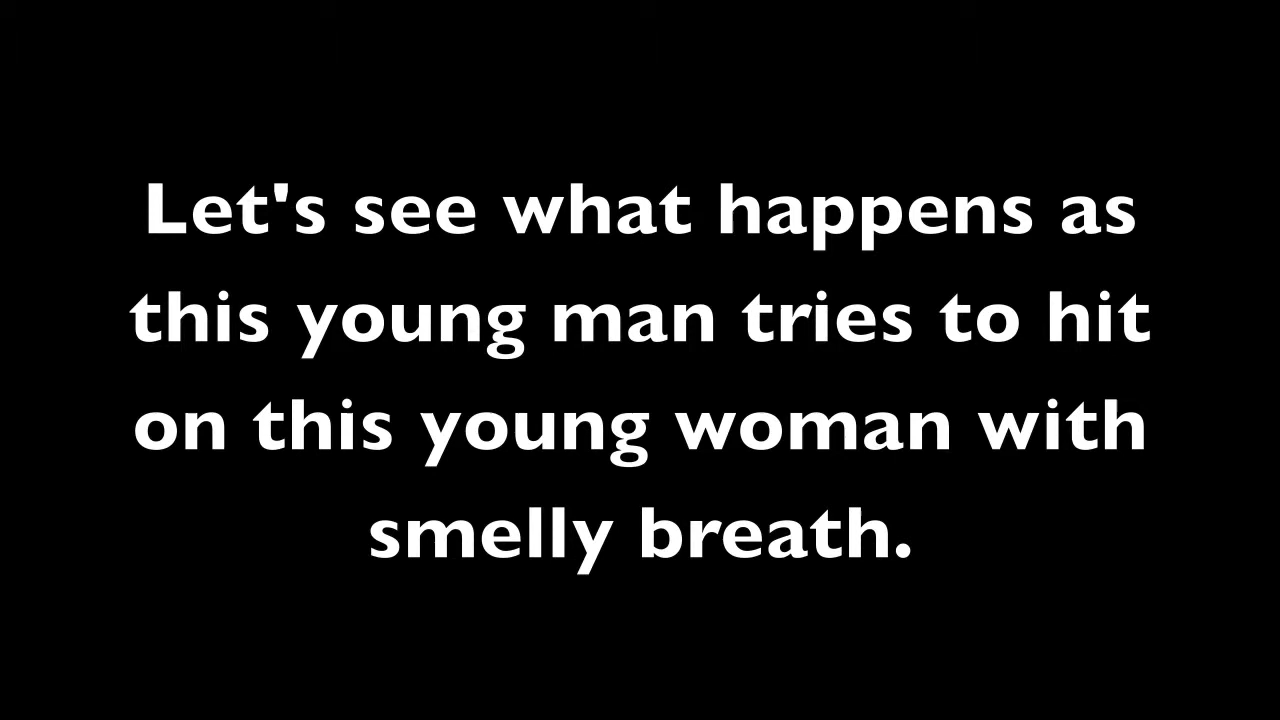 Let's see what happens as
this young man tries to hit
on this young woman with
smelly breath.